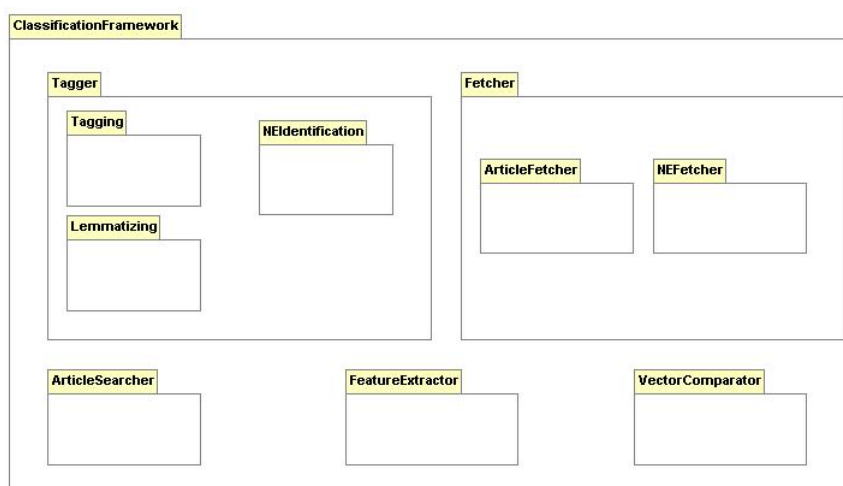 ClassificationFramework
Tagger
Fetcher
Tagging
NEIdentification
ArticleFetcher
NEFetcher
Lemmatizing
ArticleSearcher
FeatureExtractor
VectorComparator